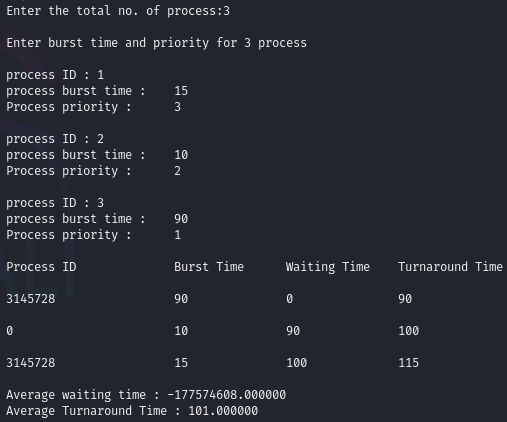 Enter the total no. of process:3
Enter burst time and priority for 3 process
process ID : 1
process burst time :    15
Process priority :      3
process ID : 2
process burst time :    10
Process priority :      2
process ID : 3
process burst time :    90
Process priority :      1
Process ID              Burst Time      Waiting Time    Turnaround Time
3145728                 90              0               90
0                       10              90              100
3145728                 15              100             115
Average waiting time : -177574608.000000
Average Turnaround Time : 101.000000